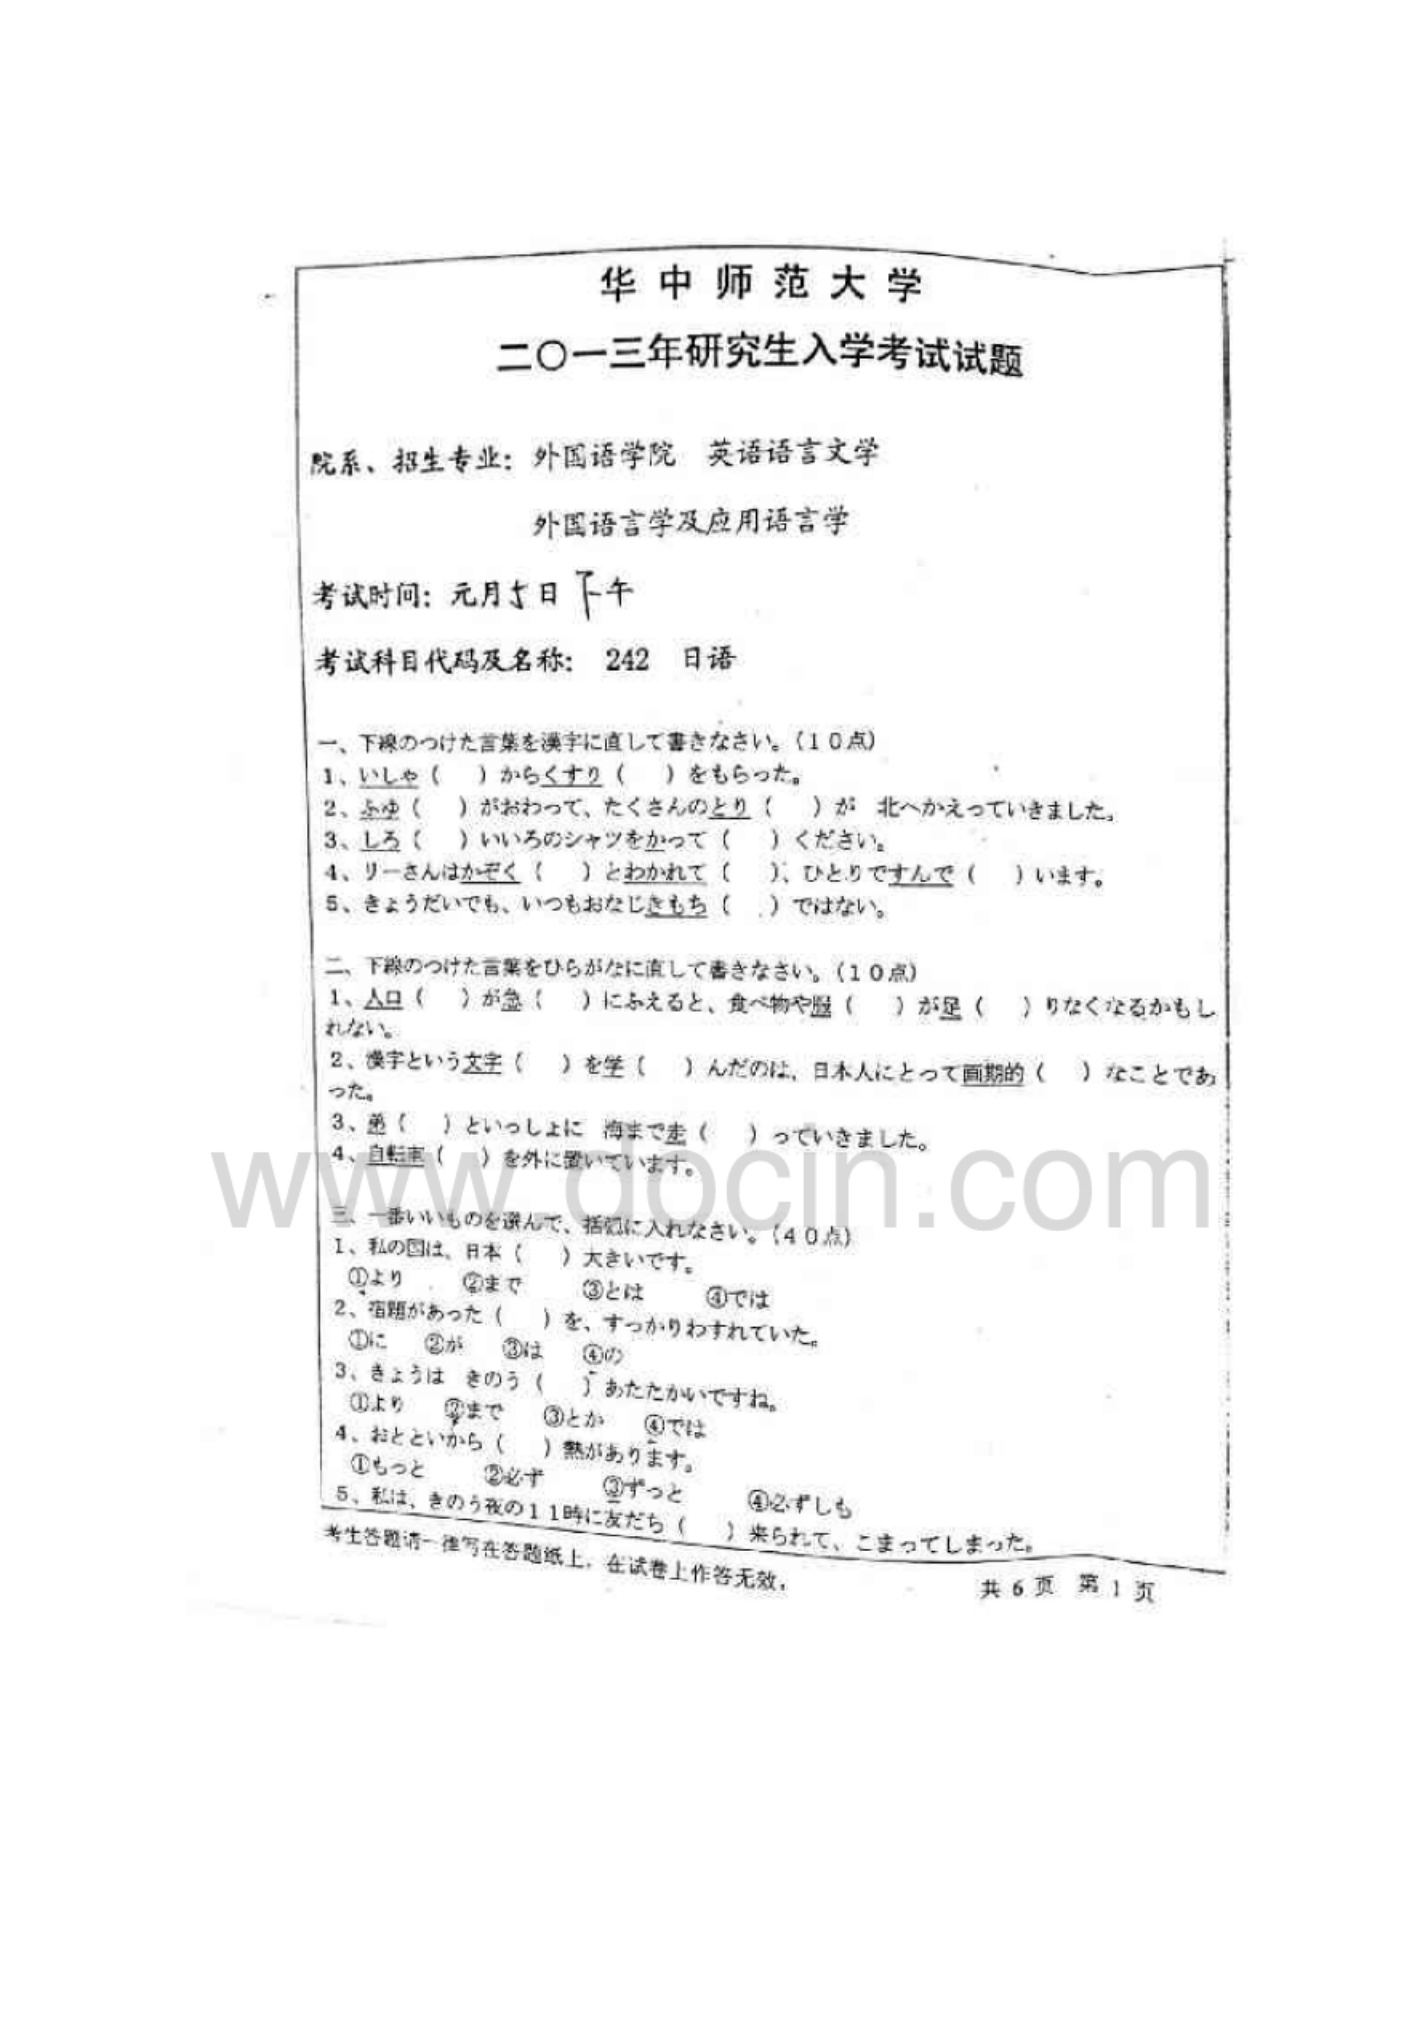 华中师范大学
二〇一三年研究生入学考试试题
院系、招生专业: 外国语学院 英语语言文学
外国语言学及应用语言学
考试时间: 元月5日下午
考试科目代码及名称: 242 日语
一、下線のつけた言葉を漢字に直して書きなさい。(10点)
1、いしゃ( )からくすり( )をもらった。
2、ふゆ( )がおわって、たくさんのとり( )が 北へかえっていきました。
3、しろ( )いいろのシャツをかって( )ください。
4、リーさんはかぞく( )とわかれて( )、ひとりですんで( )います。
5、きょうだいでも、いつもおなじきもち( )ではない。
二、下線のつけた言葉をひらがなに直して書きなさい。(10点)
1、人口( )が急( )にふえると、食べ物や服( )が足( )りなくなるかもし
れない。
2、漢字という文字( )を学( )んだのは、日本人にとって画期的( )なことであ
った。
3、弟( )といっしょに 海まで走( )っていきました。
4、自転車( )を外に置いています。
三、一番いいものを選んで、括弧に入れなさい。(40点)
1、私の国は、日本( )大きいです。
①より ②まで ③とは ④では
2、宿題があった( )を、すっかりわすれていた。
①に ②が ③は ④の
3、きょうは きのう( )あたたかいですね。
①より ②まで ③とか ④では
4、おとといから( )熱があります。
①もっと ②必ず ③ずっと ④必ずしも
5、私は、きのう夜の11時に友だち( )来られて、こまってしまった。
考生答题请一律写在答题纸上，在试卷上作答无效。
共 6 页 第 1 页
www.docin.com